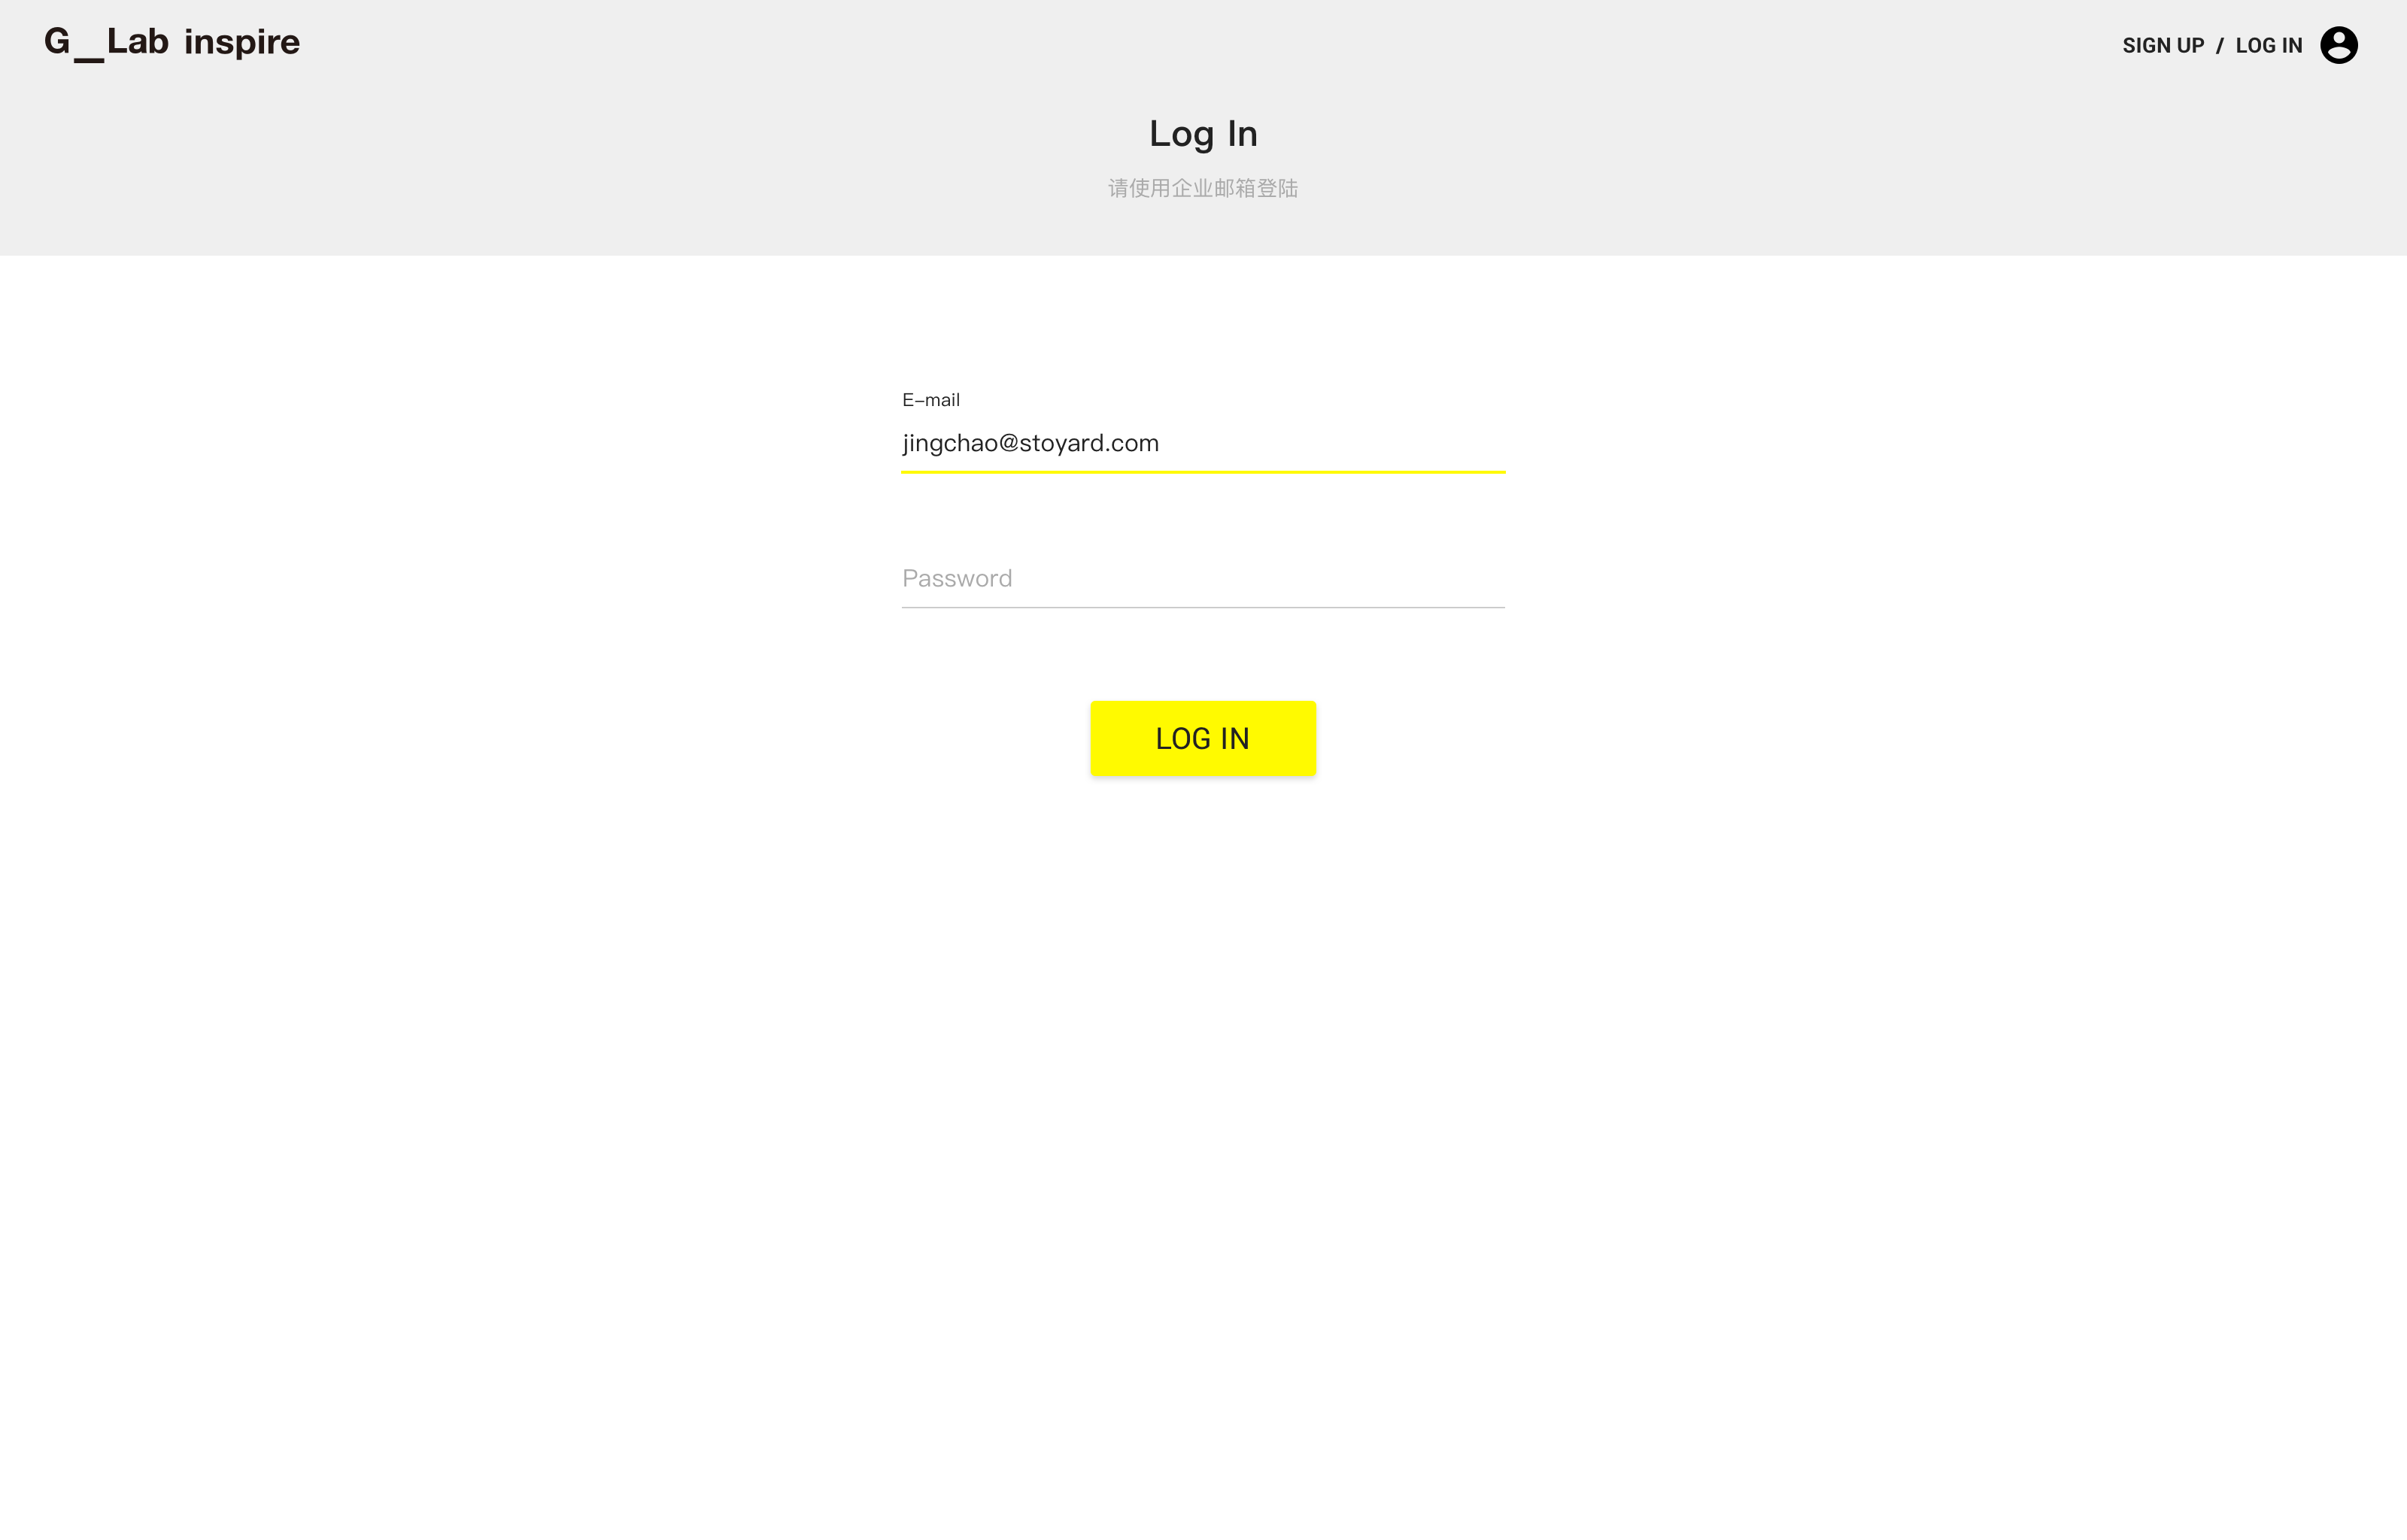 G__Lab inspire
SIGN UP / LOG IN
Log In
请使用企业邮箱登陆
E-mail
jingchao@stoyard.com
Password
LOG IN